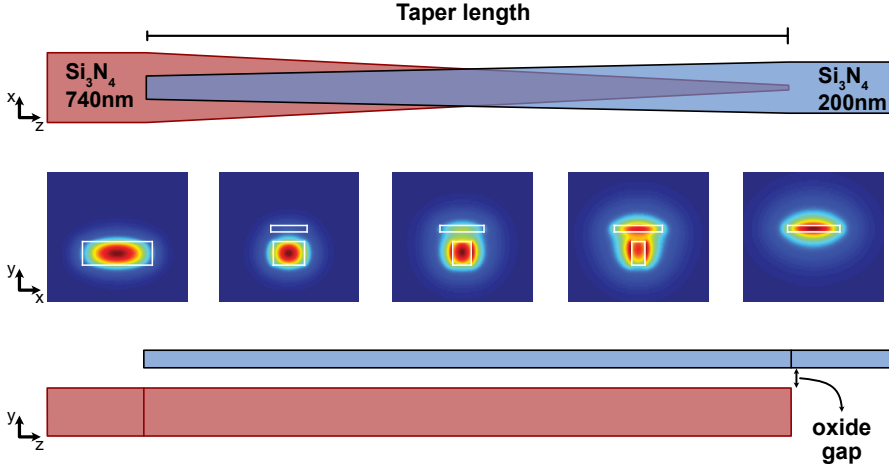 Taper length
Si₃N₄
740nm
Si₃N₄
200nm
x
z
y
x
y
z
oxide
gap